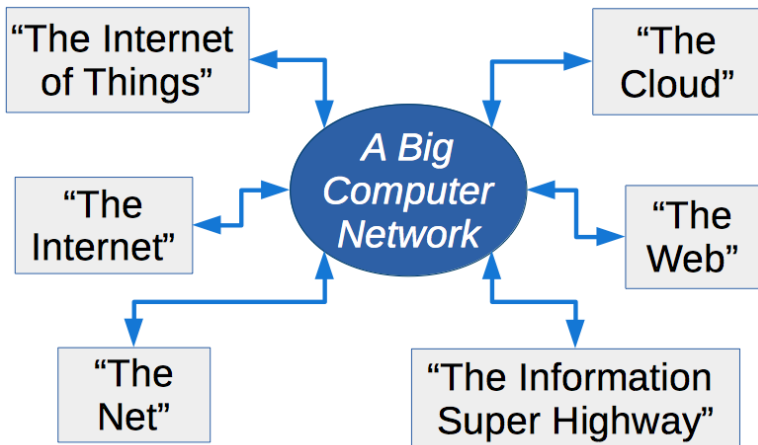 “The Internet
of Things”
“The
Cloud”
A Big
Computer
Network
“The
Internet”
“The
Web”
“The
Net”
“The Information
Super Highway”